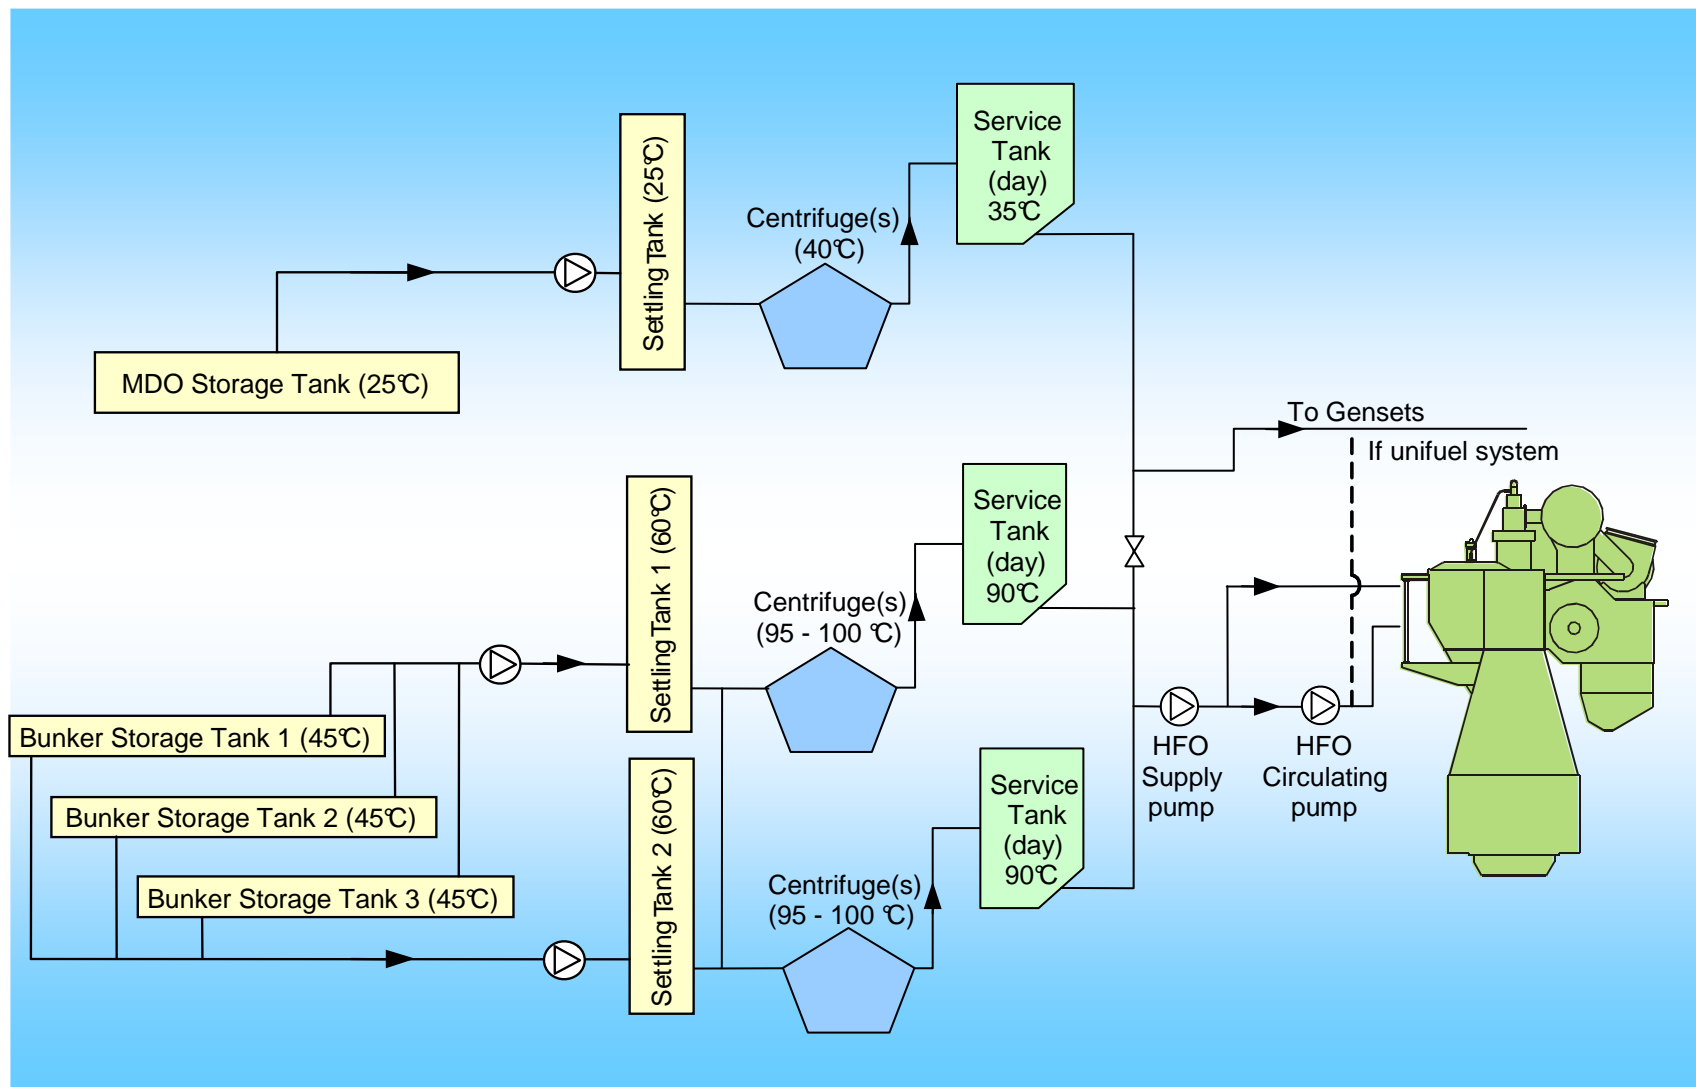 Service
Tank
(day)
35°C
Settling Tank (25°C)
Centrifuge(s)
(40°C)
MDO Storage Tank (25°C)
To Gensets
If unifuel system
Settling Tank 1 (60°C)
Service
Tank
(day)
90°C
Centrifuge(s)
(95 - 100 °C)
Bunker Storage Tank 1 (45°C)
HFO
Supply
pump
HFO
Circulating
pump
Bunker Storage Tank 2 (45°C)
Settling Tank 2 (60°C)
Service
Tank
(day)
90°C
Bunker Storage Tank 3 (45°C)
Centrifuge(s)
(95 - 100 °C)